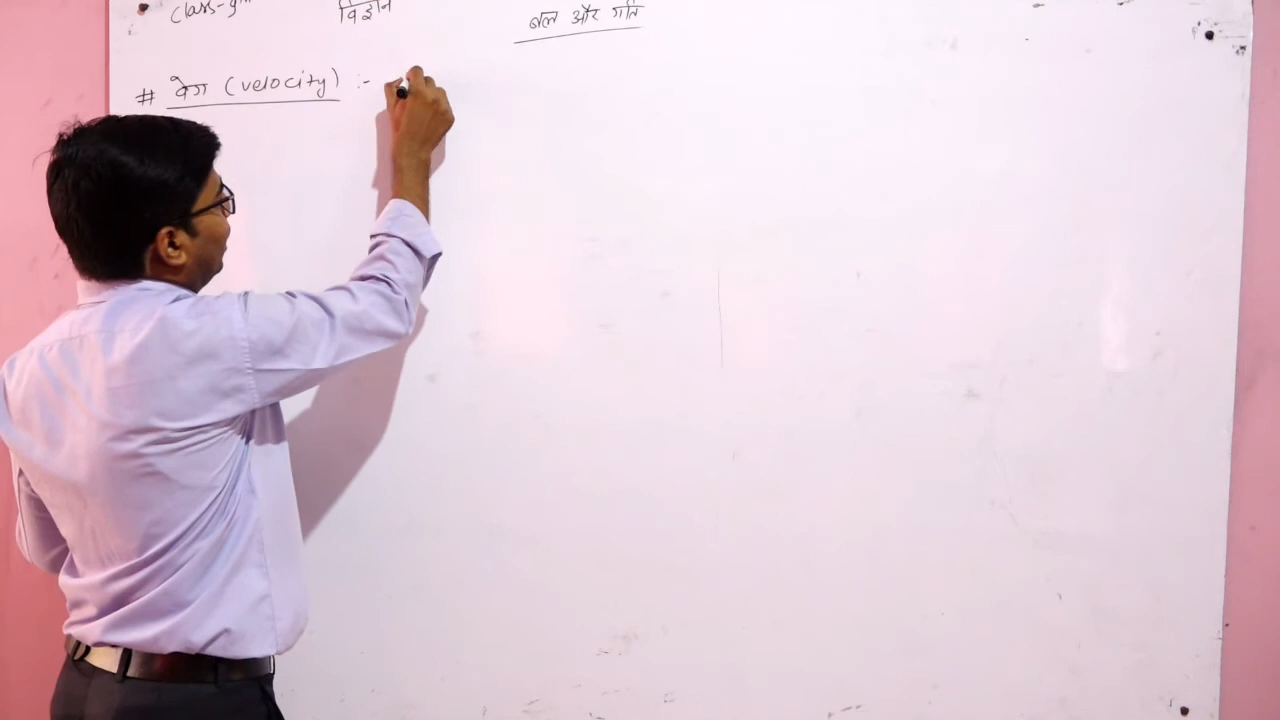 class-9th विज्ञान बल और गति
# वेग (velocity) :-